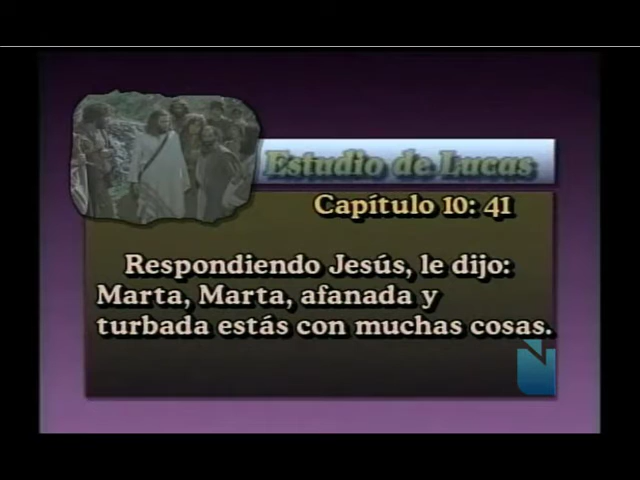 Estudio de Lucas
Capítulo 10: 41
Respondiendo Jesús, le dijo:
Marta, Marta, afanada y
turbada estás con muchas cosas.